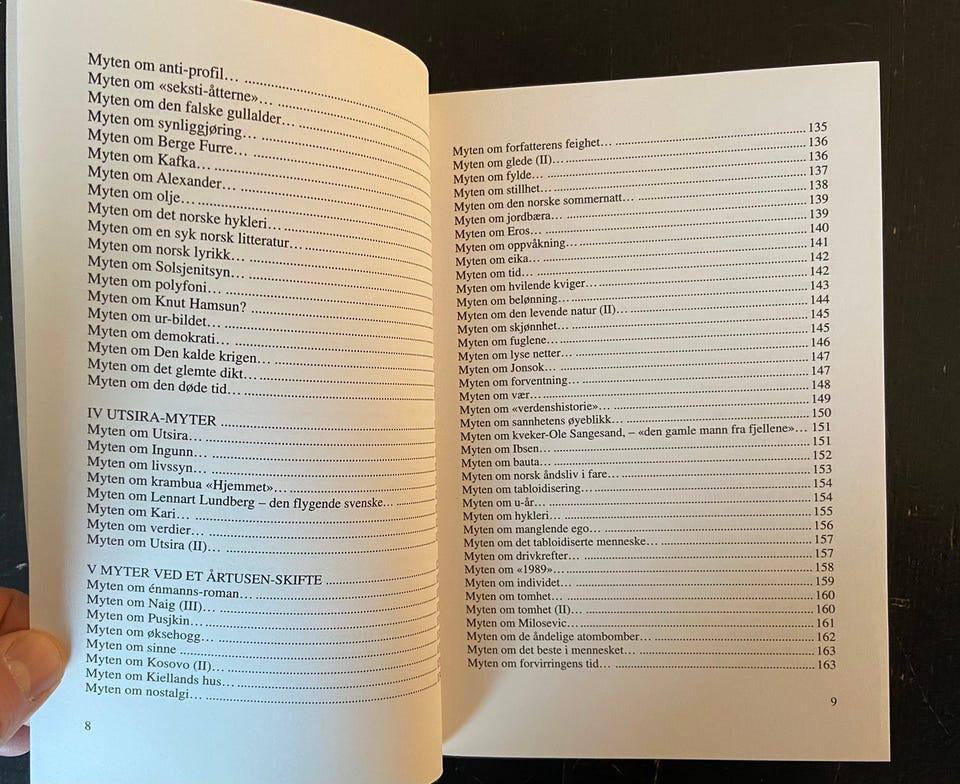 Myten om anti-profil…
Myten om «seksti-åtterne»…
Myten om den falske gullalder…
Myten om synliggjøring…
Myten om Berge Furre…
Myten om Kafka…
Myten om Alexander…
Myten om olje…
Myten om det norske hykleri…
Myten om en syk norsk litteratur…
Myten om norsk lyrikk…
Myten om Solsjenitsyn…
Myten om polyfoni…
Myten om Knut Hamsun?
Myten om ur-bildet…
Myten om demokrati…
Myten om Den kalde krigen…
Myten om det glemte dikt…
Myten om den døde tid…
IV UTSIRA-MYTER
Myten om Utsira…
Myten om Ingunn…
Myten om livssyn…
Myten om krambua «Hjemmet»…
Myten om Lennart Lundberg – den flygende svenske…
Myten om Kari…
Myten om verdier…
Myten om Utsira (II)…
V MYTER VED ET ÅRTUSEN-SKIFTE
Myten om énmanns-roman…
Myten om Naig (III)…
Myten om Pusjkin…
Myten om øksehogg…
Myten om sinne
Myten om Kosovo (II)…
Myten om Kiellands hus…
Myten om nostalgi…
8
Myten om forfatterens feighet… 135
Myten om glede (II)… 136
Myten om fylde… 136
Myten om stillhet… 137
Myten om den norske sommernatt… 138
Myten om jordbæra… 139
Myten om Eros… 139
Myten om oppvåkning… 140
Myten om eika… 141
Myten om tid… 142
Myten om hvilende kviger… 142
Myten om belønning… 143
Myten om den levende natur (II)… 144
Myten om skjønnhet… 145
Myten om fuglene… 145
Myten om lyse netter… 146
Myten om Jonsok… 147
Myten om forventning… 147
Myten om vær… 148
Myten om «verdenshistorie»… 149
Myten om sannhetens øyeblikk… 150
Myten om kveker-Ole Sangesand, – «den gamle mann fra fjellene»… 151
Myten om Ibsen… 151
Myten om bauta… 152
Myten om norsk åndsliv i fare… 153
Myten om tabloidisering… 154
Myten om u-år… 154
Myten om hykleri… 155
Myten om manglende ego… 156
Myten om det tabloidiserte menneske… 157
Myten om drivkrefter… 157
Myten om «1989»… 158
Myten om individet… 159
Myten om tomhet… 160
Myten om tomhet (II)… 160
Myten om Milosevic… 161
Myten om de åndelige atombomber… 162
Myten om det beste i mennesket… 163
Myten om forvirringens tid… 163
9